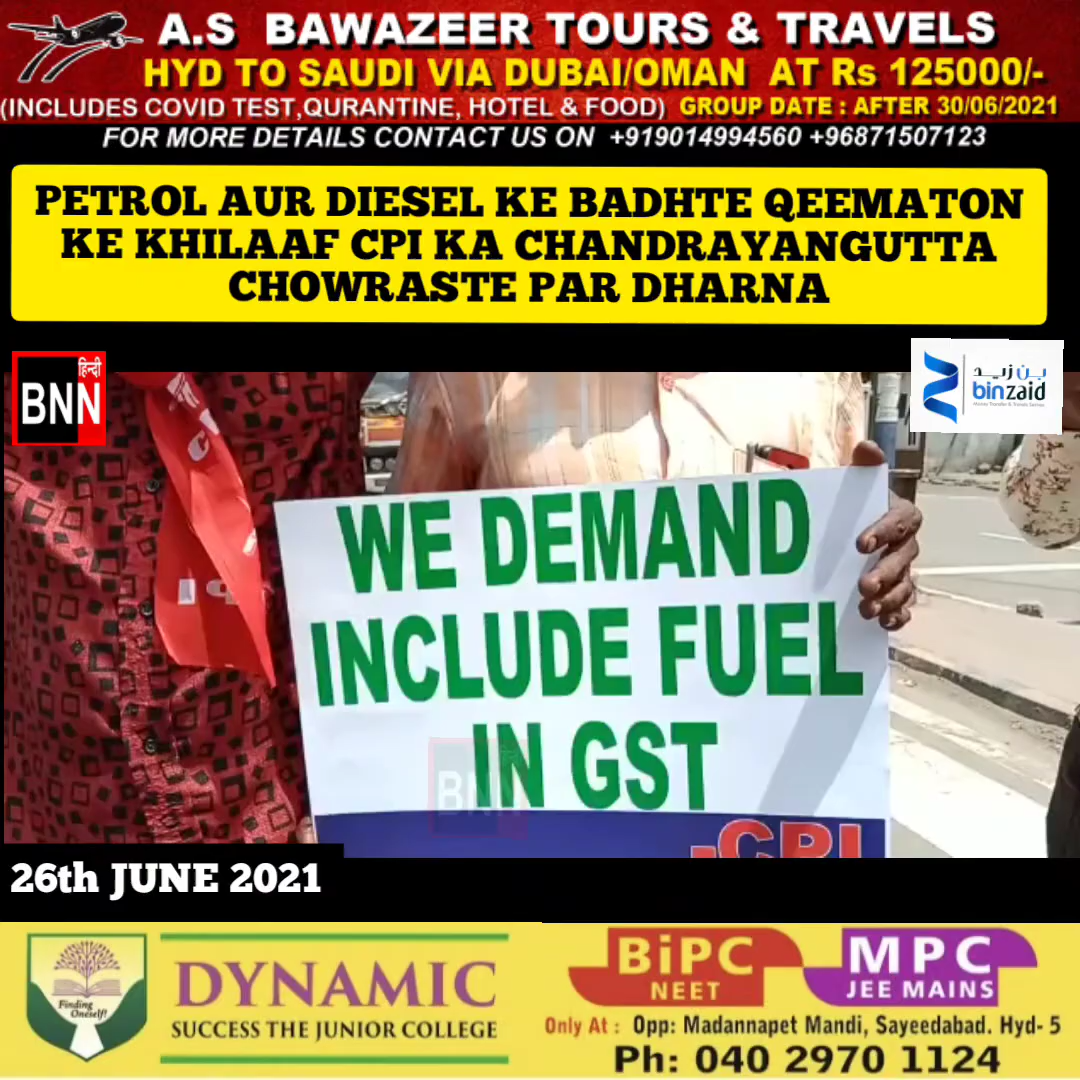 A.S BAWAZEER TOURS & TRAVELS
HYD TO SAUDI VIA DUBAI/OMAN AT Rs 125000/-
(INCLUDES COVID TEST,QURANTINE, HOTEL & FOOD) GROUP DATE : AFTER 30/06/2021
FOR MORE DETAILS CONTACT US ON +919014994560 +96871507123
PETROL AUR DIESEL KE BADHTE QEEMATON
KE KHILAAF CPI KA CHANDRAYANGUTTA
CHOWRASTE PAR DHARNA
हिन्दी
BNN
بن زيد
binzaid
WE DEMAND
INCLUDE FUEL
IN GST
BNN
CPI
26th JUNE 2021
Finding
Oneself!
DYNAMIC
SUCCESS THE JUNIOR COLLEGE
BiPC
NEET
MPC
JEE MAINS
Only At : Opp: Madannapet Mandi, Sayeedabad. Hyd- 5
Ph: 040 2970 1124